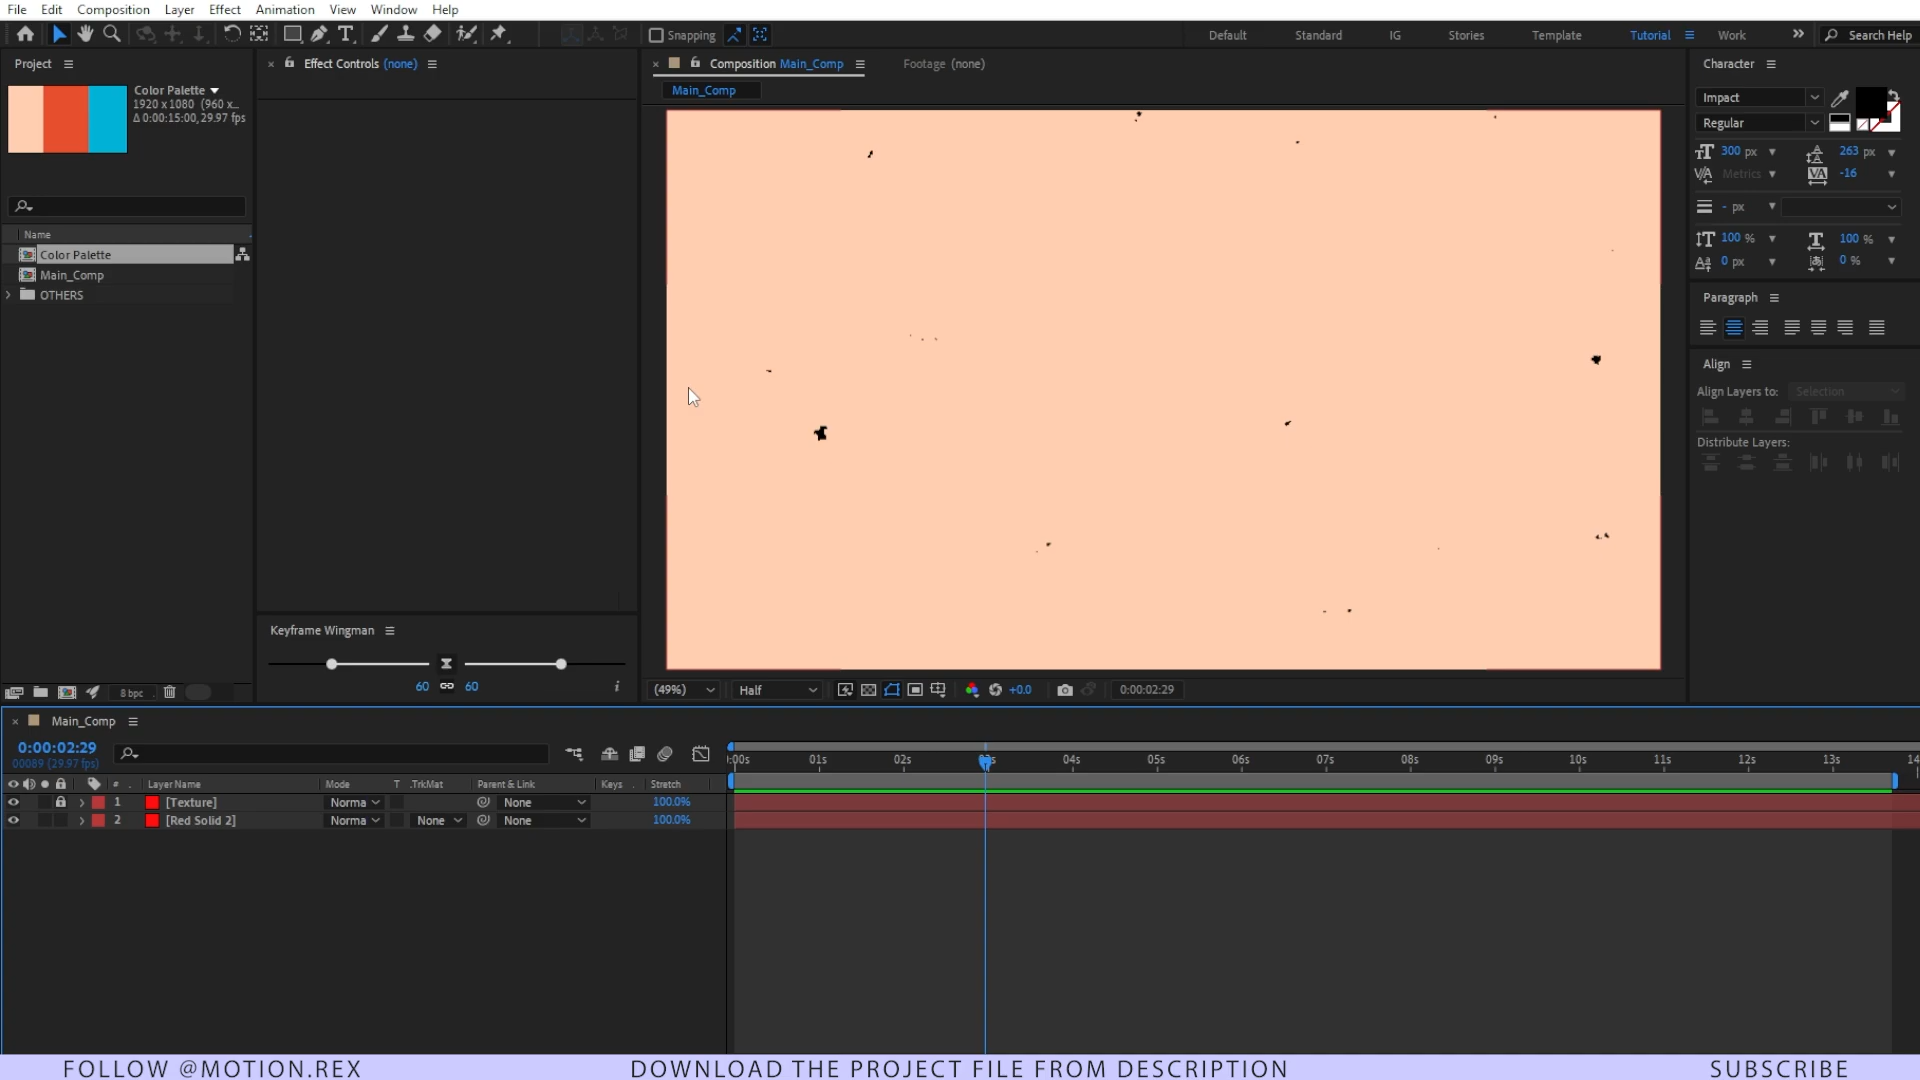 File Edit Composition Layer Effect Animation View Window Help
Snapping
Default Standard IG Stories Template Tutorial Work Search Help
Project
Effect Controls (none)
Composition Main_Comp
Footage (none)
Main_Comp
Color Palette
1920 x 1080 (960 x...
Δ 0:00:15:00, 29.97 fps
Name
Color Palette
Main_Comp
OTHERS
Keyframe Wingman
60 60
8 bpc
(49%) Half +0.0 0:00:02:29
Character
Impact
Regular
300 px 263 px
Metrics -16
- px
100 % 100 %
0 px 0 %
Paragraph
Align
Align Layers to: Selection
Distribute Layers:
Main_Comp
0:00:02:29
00089 (29.97 fps)
:00s 01s 02s 04s 05s 06s 07s 08s 09s 10s 11s 12s 13s 14
# Layer Name Mode T .TrkMat Parent & Link Keys Stretch
1 [Texture] Norma None 100.0%
2 [Red Solid 2] Norma None None 100.0%
FOLLOW @MOTION.REX DOWNLOAD THE PROJECT FILE FROM DESCRIPTION SUBSCRIBE